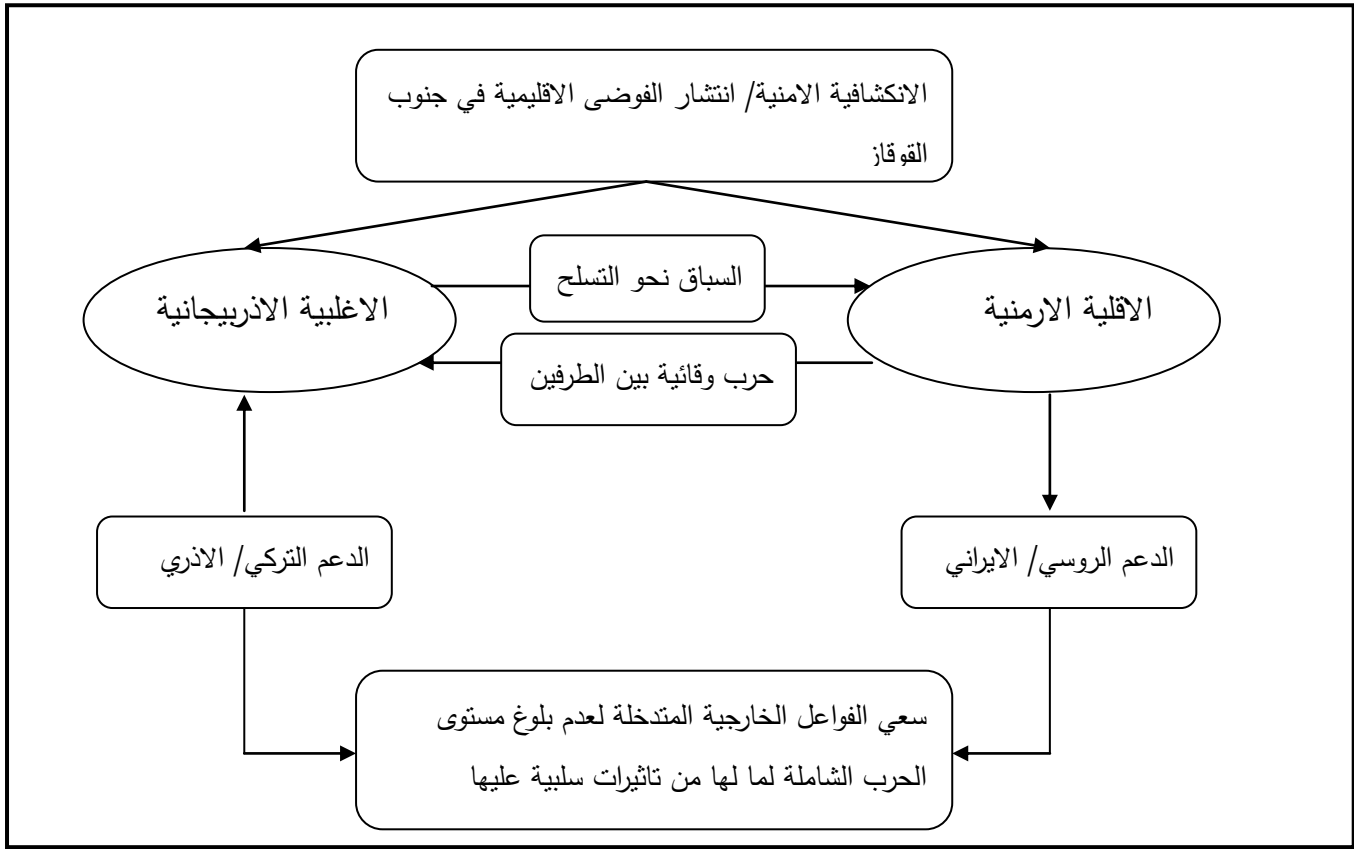 الانكشافية الامنية/ انتشار الفوضى الاقليمية في جنوب
القوقاز
السباق نحو التسلح
الاقلية الارمنية
الاغلبية الاذربيجانية
حرب وقائية بين الطرفين
الدعم الروسي/ الايراني
الدعم التركي/ الاذري
سعي الفواعل الخارجية المتدخلة لعدم بلوغ مستوى
الحرب الشاملة لما لها من تاثيرات سلبية عليها